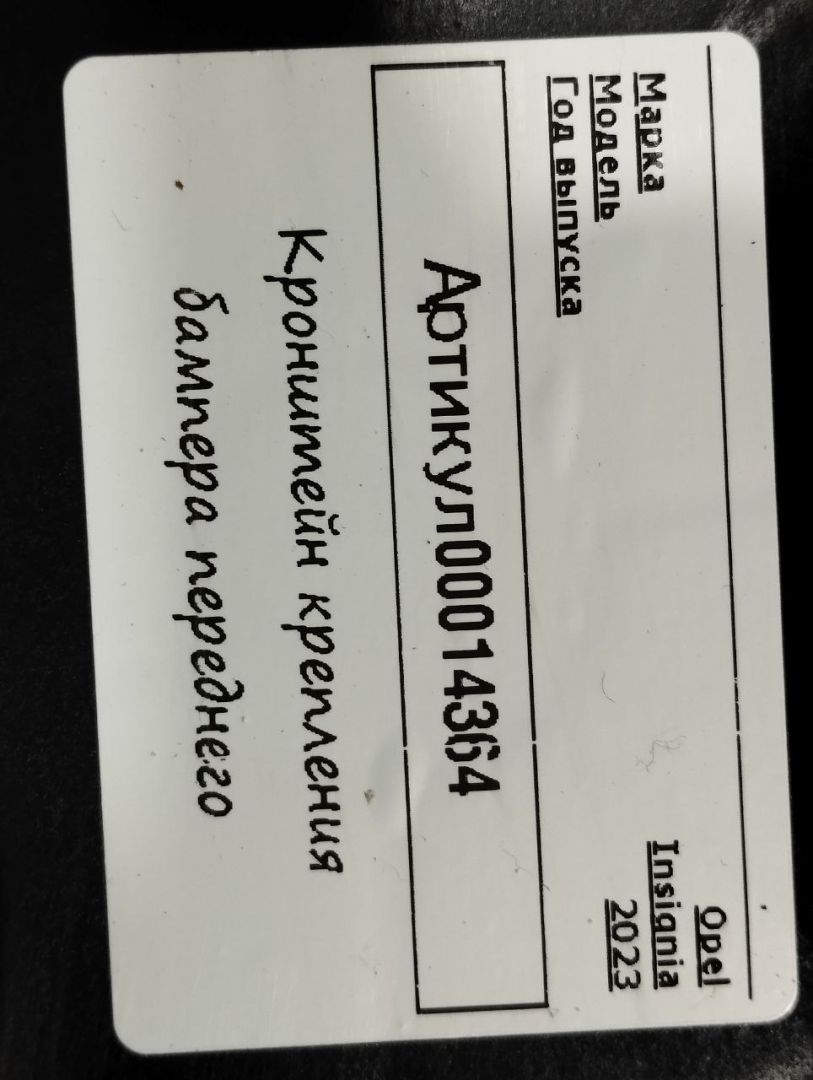 Марка Opel
Модель Insignia
Год выпуска 2023
Артикул00014364
Кронштейн крепления
бампера переднего